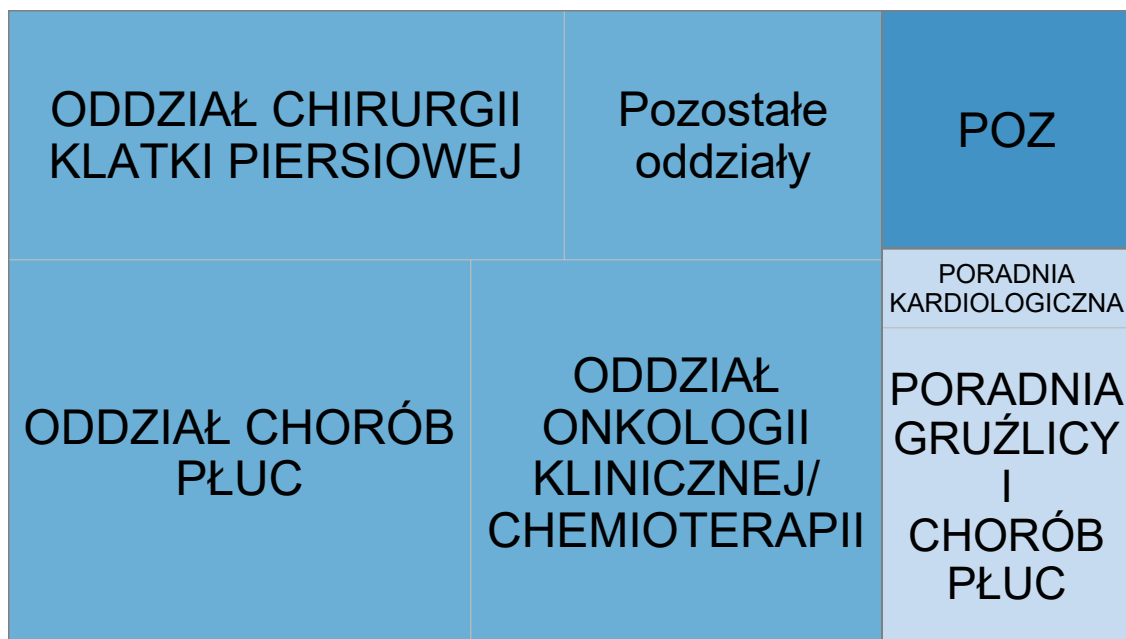 ODDZIAŁ CHIRURGII
KLATKI PIERSIOWEJ
Pozostałe
oddziały
POZ
PORADNIA
KARDIOLOGICZNA
ODDZIAŁ CHORÓB
PŁUC
ODDZIAŁ
ONKOLOGII
KLINICZNEJ/
CHEMIOTERAPII
PORADNIA
GRUŹLICY
I
CHORÓB
PŁUC